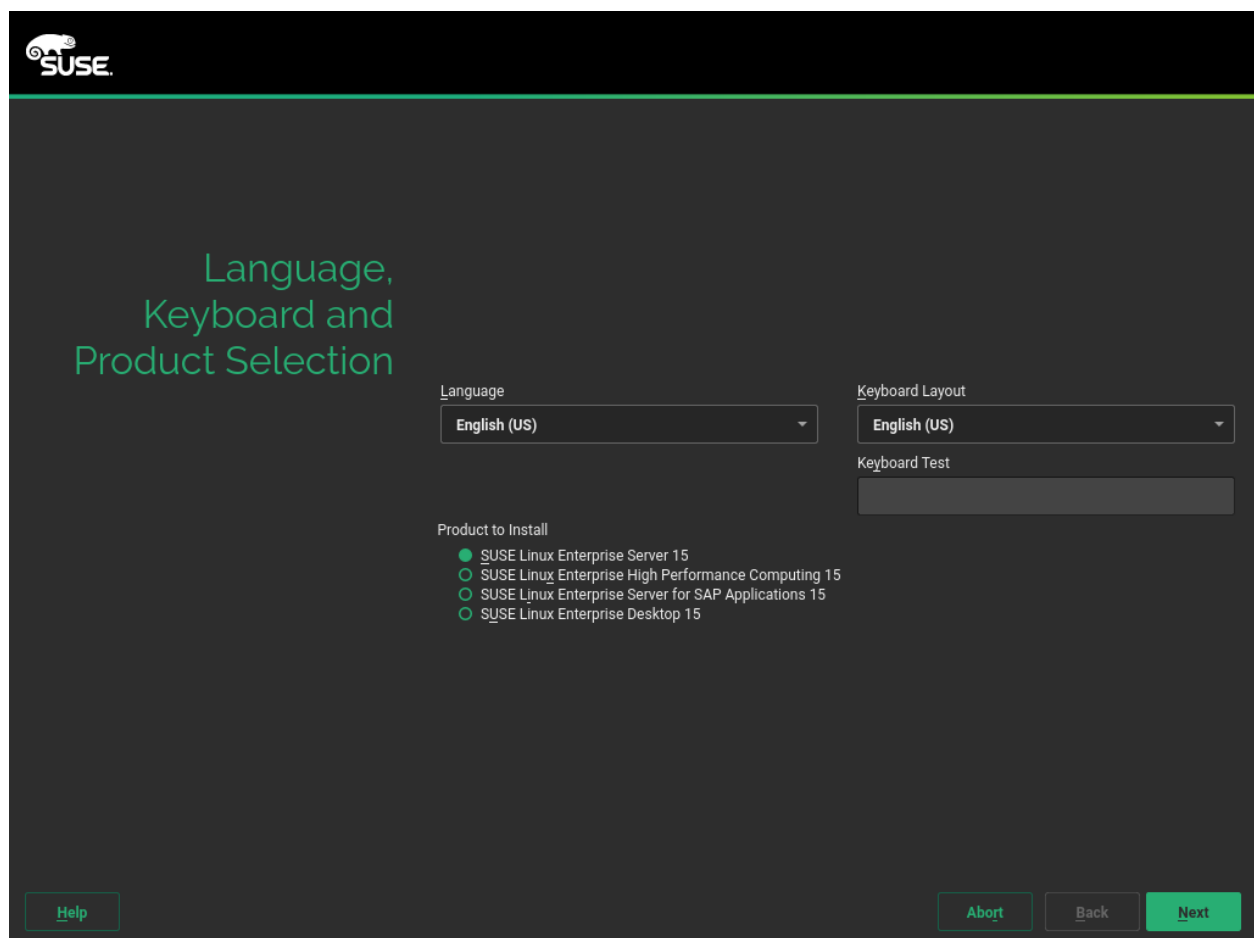 SUSE.
Language,
Keyboard and
Product Selection
Language
Keyboard Layout
English (US)
English (US)
Keyboard Test
Product to Install
SUSE Linux Enterprise Server 15
SUSE Linux Enterprise High Performance Computing 15
SUSE Linux Enterprise Server for SAP Applications 15
SUSE Linux Enterprise Desktop 15
Help
Abort
Back
Next